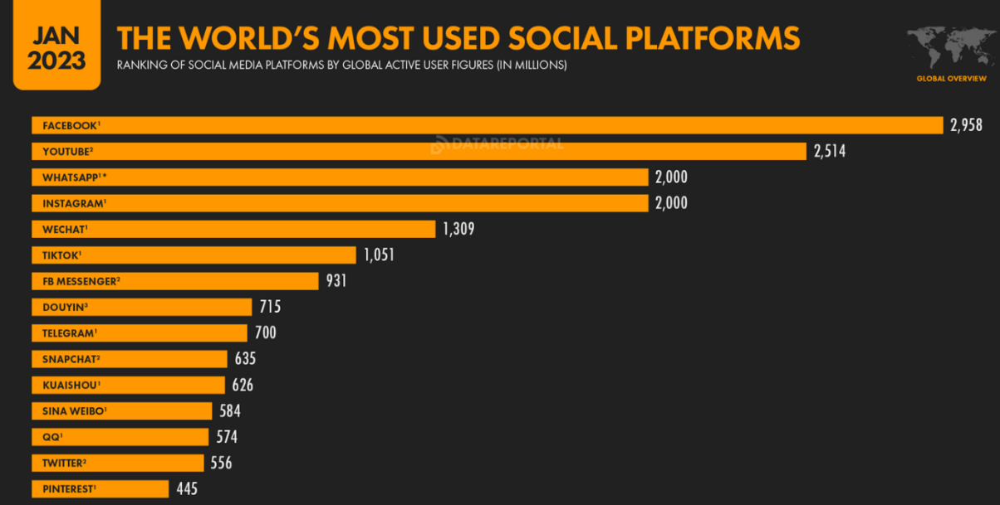 JAN
2023
THE WORLD'S MOST USED SOCIAL PLATFORMS
RANKING OF SOCIAL MEDIA PLATFORMS BY GLOBAL ACTIVE USER FIGURES (IN MILLIONS)
GLOBAL OVERVIEW
FACEBOOK¹ 2,958
DATAREPORTAL
YOUTUBE² 2,514
WHATSAPP¹* 2,000
INSTAGRAM¹ 2,000
WECHAT¹ 1,309
TIKTOK¹ 1,051
FB MESSENGER² 931
DOUYIN³ 715
TELEGRAM¹ 700
SNAPCHAT² 635
KUAISHOU¹ 626
SINA WEIBO¹ 584
QQ¹ 574
TWITTER² 556
PINTEREST¹ 445